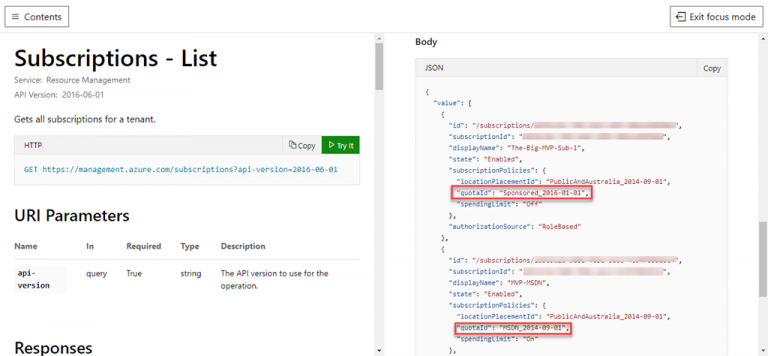 Contents
Exit focus mode
Subscriptions - List
Service: Resource Management
API Version: 2016-06-01
Gets all subscriptions for a tenant.
HTTP
Copy
Try It
GET https://management.azure.com/subscriptions?api-version=2016-06-01
URI Parameters
Name In Required Type Description
api-version query True string The API version to use for the
operation.
Responses
Body
JSON
Copy
{
"value": [
{
"id": "/subscriptions/
"subscriptionId": "
"displayName": "The-Big-MVP-Sub-1",
"state": "Enabled",
"subscriptionPolicies": {
"locationPlacementId": "PublicAndAustralia_2014-09-01",
"quotaId": "Sponsored_2016-01-01",
"spendingLimit": "Off"
},
"authorizationSource": "RoleBased"
},
{
"id": "/subscriptions/
"subscriptionId": "
"displayName": "MVP-MSDN",
"state": "Enabled",
"subscriptionPolicies": {
"locationPlacementId": "PublicAndAustralia_2014-09-01",
"quotaId": "MSDN_2014-09-01",
"spendingLimit": "On"